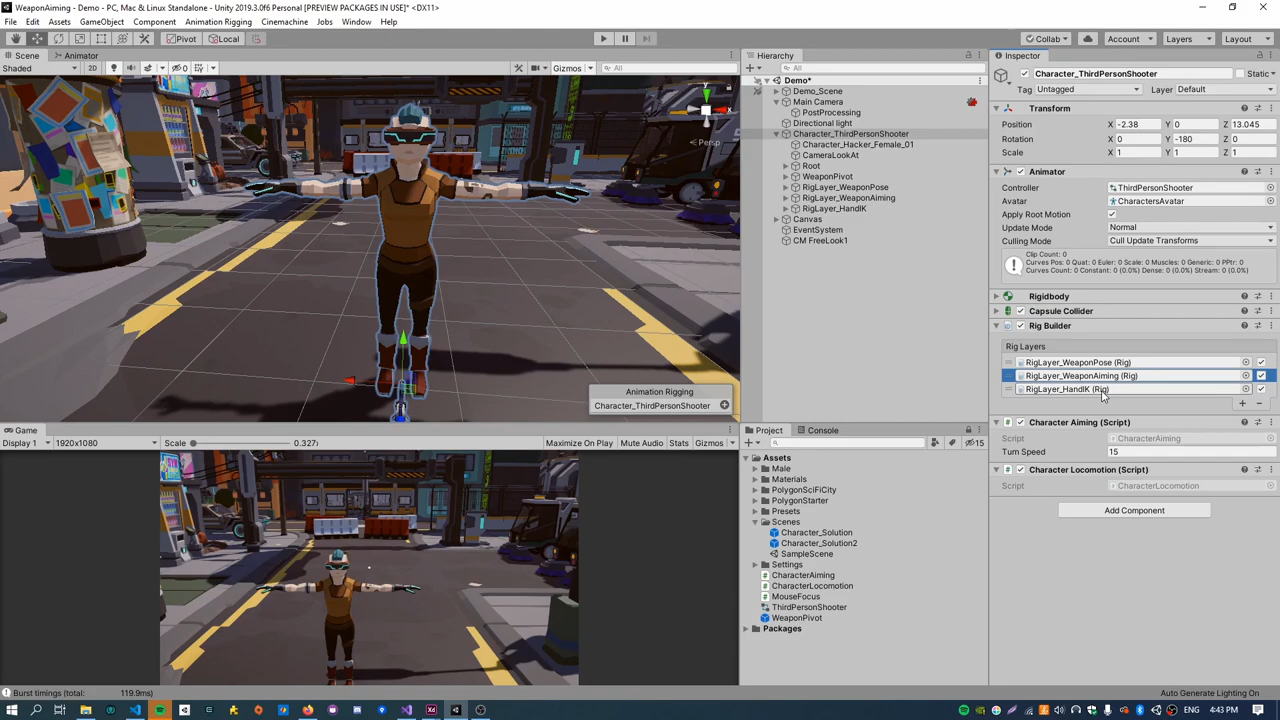 WeaponAiming - Demo - PC, Mac & Linux Standalone - Unity 2019.3.0f6 Personal [PREVIEW PACKAGES IN USE]* <DX11>
File Edit Assets GameObject Component Animation Rigging Cinemachine Jobs Window Help
Pivot Local Collab Account Layers Layout
Scene Animator
Shaded 2D 0 Gizmos All
y
x
Persp
Animation Rigging
Character_ThirdPersonShooter
Game
Display 1 1920x1080 Scale 0.327 Maximize On Play Mute Audio Stats Gizmos
Hierarchy
All
Demo*
Demo_Scene
Main Camera
PostProcessing
Directional light
Character_ThirdPersonShooter
Character_Hacker_Female_01
CameraLookAt
Root
WeaponPivot
RigLayer_WeaponPose
RigLayer_WeaponAiming
RigLayer_HandIK
Canvas
EventSystem
CM FreeLook1
Project Console
15
Assets
Male
Materials
PolygonSciFiCity
PolygonStarter
Presets
Scenes
Character_Solution
Character_Solution2
SampleScene
Settings
CharacterAiming
CharacterLocomotion
MouseFocus
ThirdPersonShooter
WeaponPivot
Packages
Inspector
Character_ThirdPersonShooter Static
Tag Untagged Layer Default
Transform
Position X -2.38 Y 0 Z 13.045
Rotation X 0 Y -180 Z 0
Scale X 1 Y 1 Z 1
Animator
Controller ThirdPersonShooter
Avatar CharactersAvatar
Apply Root Motion
Update Mode Normal
Culling Mode Cull Update Transforms
Clip Count: 0
Curves Pos: 0 Quat: 0 Euler: 0 Scale: 0 Muscles: 0 Generic: 0 PPtr: 0
Curves Count: 0 Constant: 0 (0.0%) Dense: 0 (0.0%) Stream: 0 (0.0%)
Rigidbody
Capsule Collider
Rig Builder
Rig Layers
RigLayer_WeaponPose (Rig)
RigLayer_WeaponAiming (Rig)
RigLayer_HandIK (Rig)
Character Aiming (Script)
Script CharacterAiming
Turn Speed 15
Character Locomotion (Script)
Script CharacterLocomotion
Add Component
Burst timings (total: 119.9ms)
Auto Generate Lighting On
ENG 4:43 PM